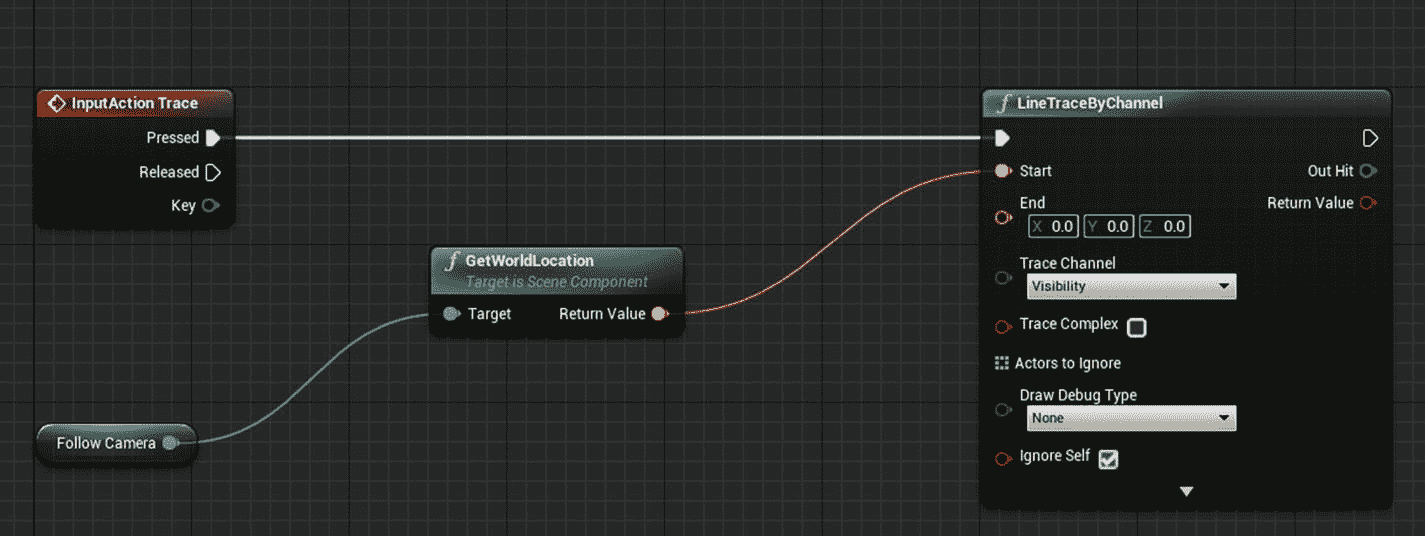 InputAction Trace
Pressed
Released
Key
Follow Camera
f GetWorldLocation
Target is Scene Component
Target Return Value
f LineTraceByChannel
Start Out Hit
End Return Value
X 0.0 Y 0.0 Z 0.0
Trace Channel
Visibility
Trace Complex
Actors to Ignore
Draw Debug Type
None
Ignore Self